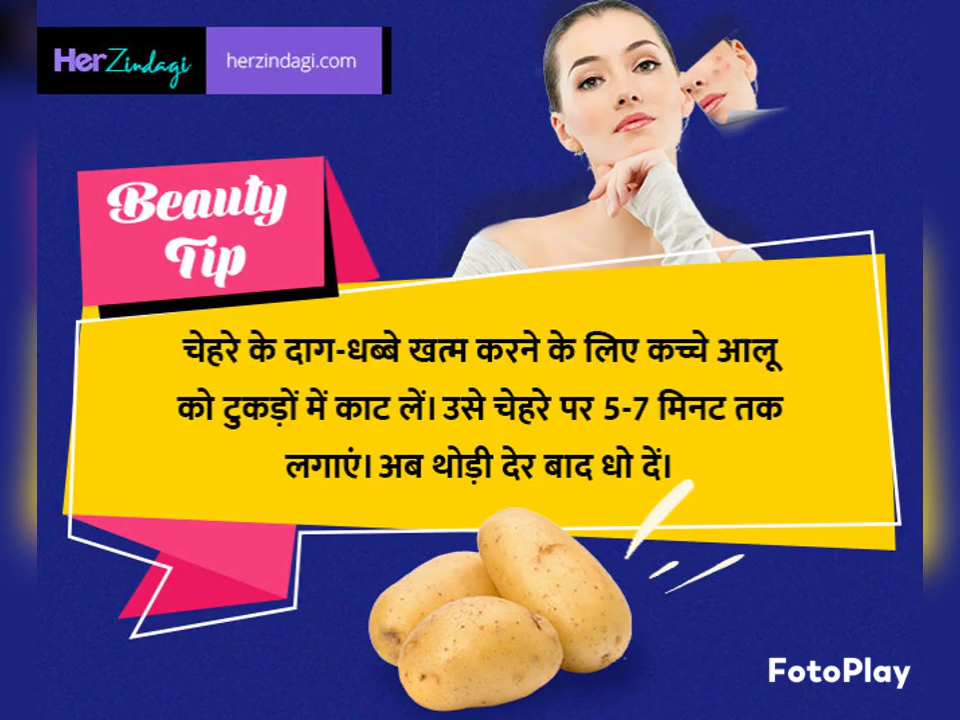 HerZindagi
herzindagi.com
Beauty
Tip
चेहरे के दाग-धब्बे खत्म करने के लिए कच्चे आलू
को टुकड़ों में काट लें। उसे चेहरे पर 5-7 मिनट तक
लगाएं। अब थोड़ी देर बाद धो दें।
FotoPlay